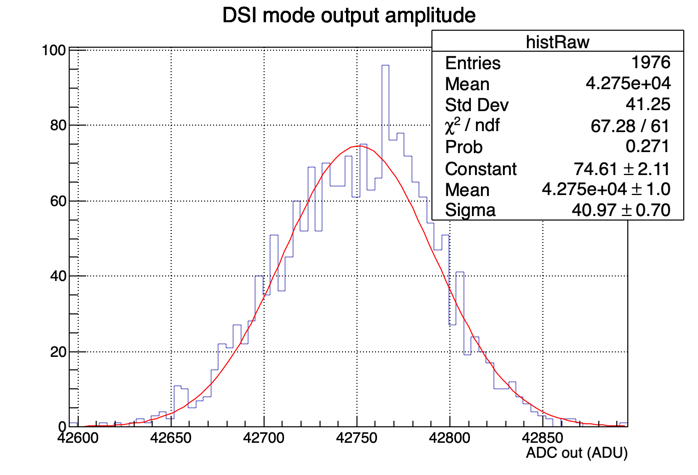 DSI mode output amplitude
histRaw
Entries 1976
Mean 4.275e+04
Std Dev 41.25
χ² / ndf 67.28 / 61
Prob 0.271
Constant 74.61 ± 2.11
Mean 4.275e+04 ± 1.0
Sigma 40.97 ± 0.70
100
80
60
40
20
0
42600 42650 42700 42750 42800 42850
ADC out (ADU)